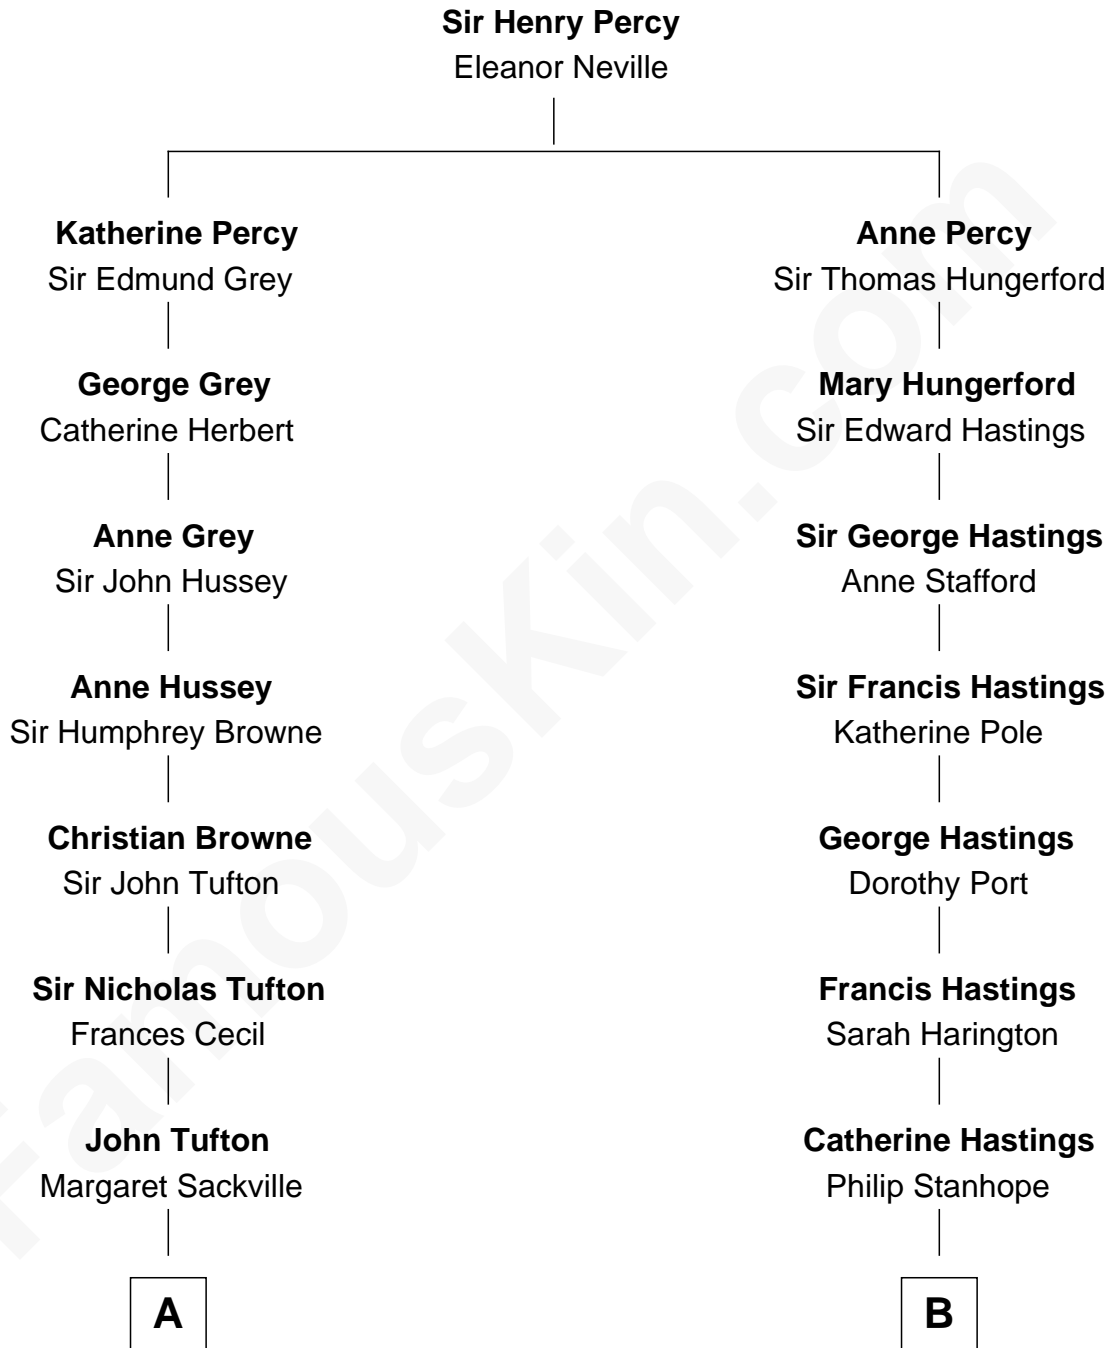 Sir Henry Percy
Eleanor Neville
Katherine Percy
Sir Edmund Grey
Anne Percy
Sir Thomas Hungerford
George Grey
Catherine Herbert
Mary Hungerford
Sir Edward Hastings
Anne Grey
Sir John Hussey
Sir George Hastings
Anne Stafford
Anne Hussey
Sir Humphrey Browne
Sir Francis Hastings
Katherine Pole
Christian Browne
Sir John Tufton
George Hastings
Dorothy Port
Sir Nicholas Tufton
Frances Cecil
Francis Hastings
Sarah Harington
John Tufton
Margaret Sackville
Catherine Hastings
Philip Stanhope
A
B
FamousKin.com